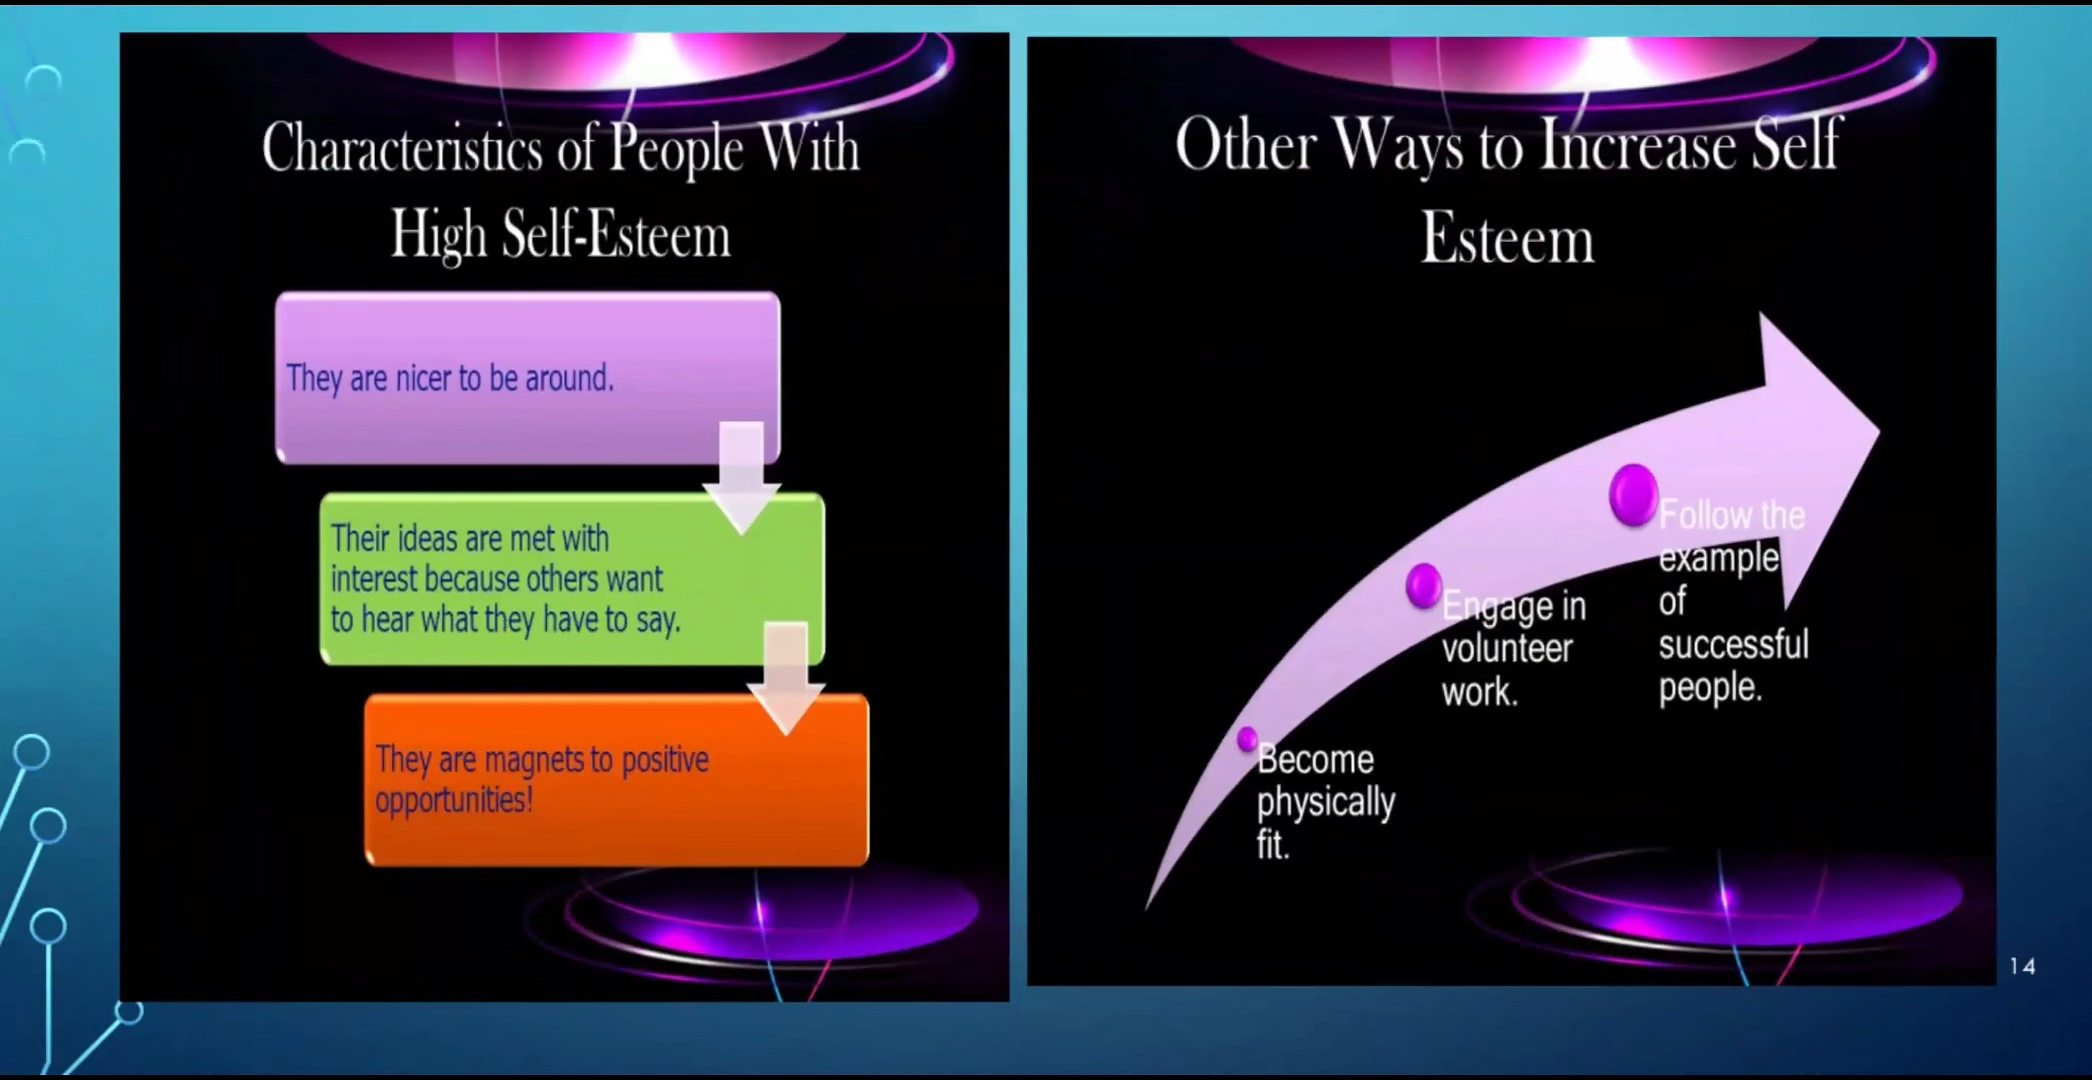 Characteristics of People With
High Self-Esteem
They are nicer to be around.
Their ideas are met with
interest because others want
to hear what they have to say.
They are magnets to positive
opportunities!
Other Ways to Increase Self
Esteem
Become
physically
fit.
Engage in
volunteer
work.
Follow the
example
of
successful
people.
14